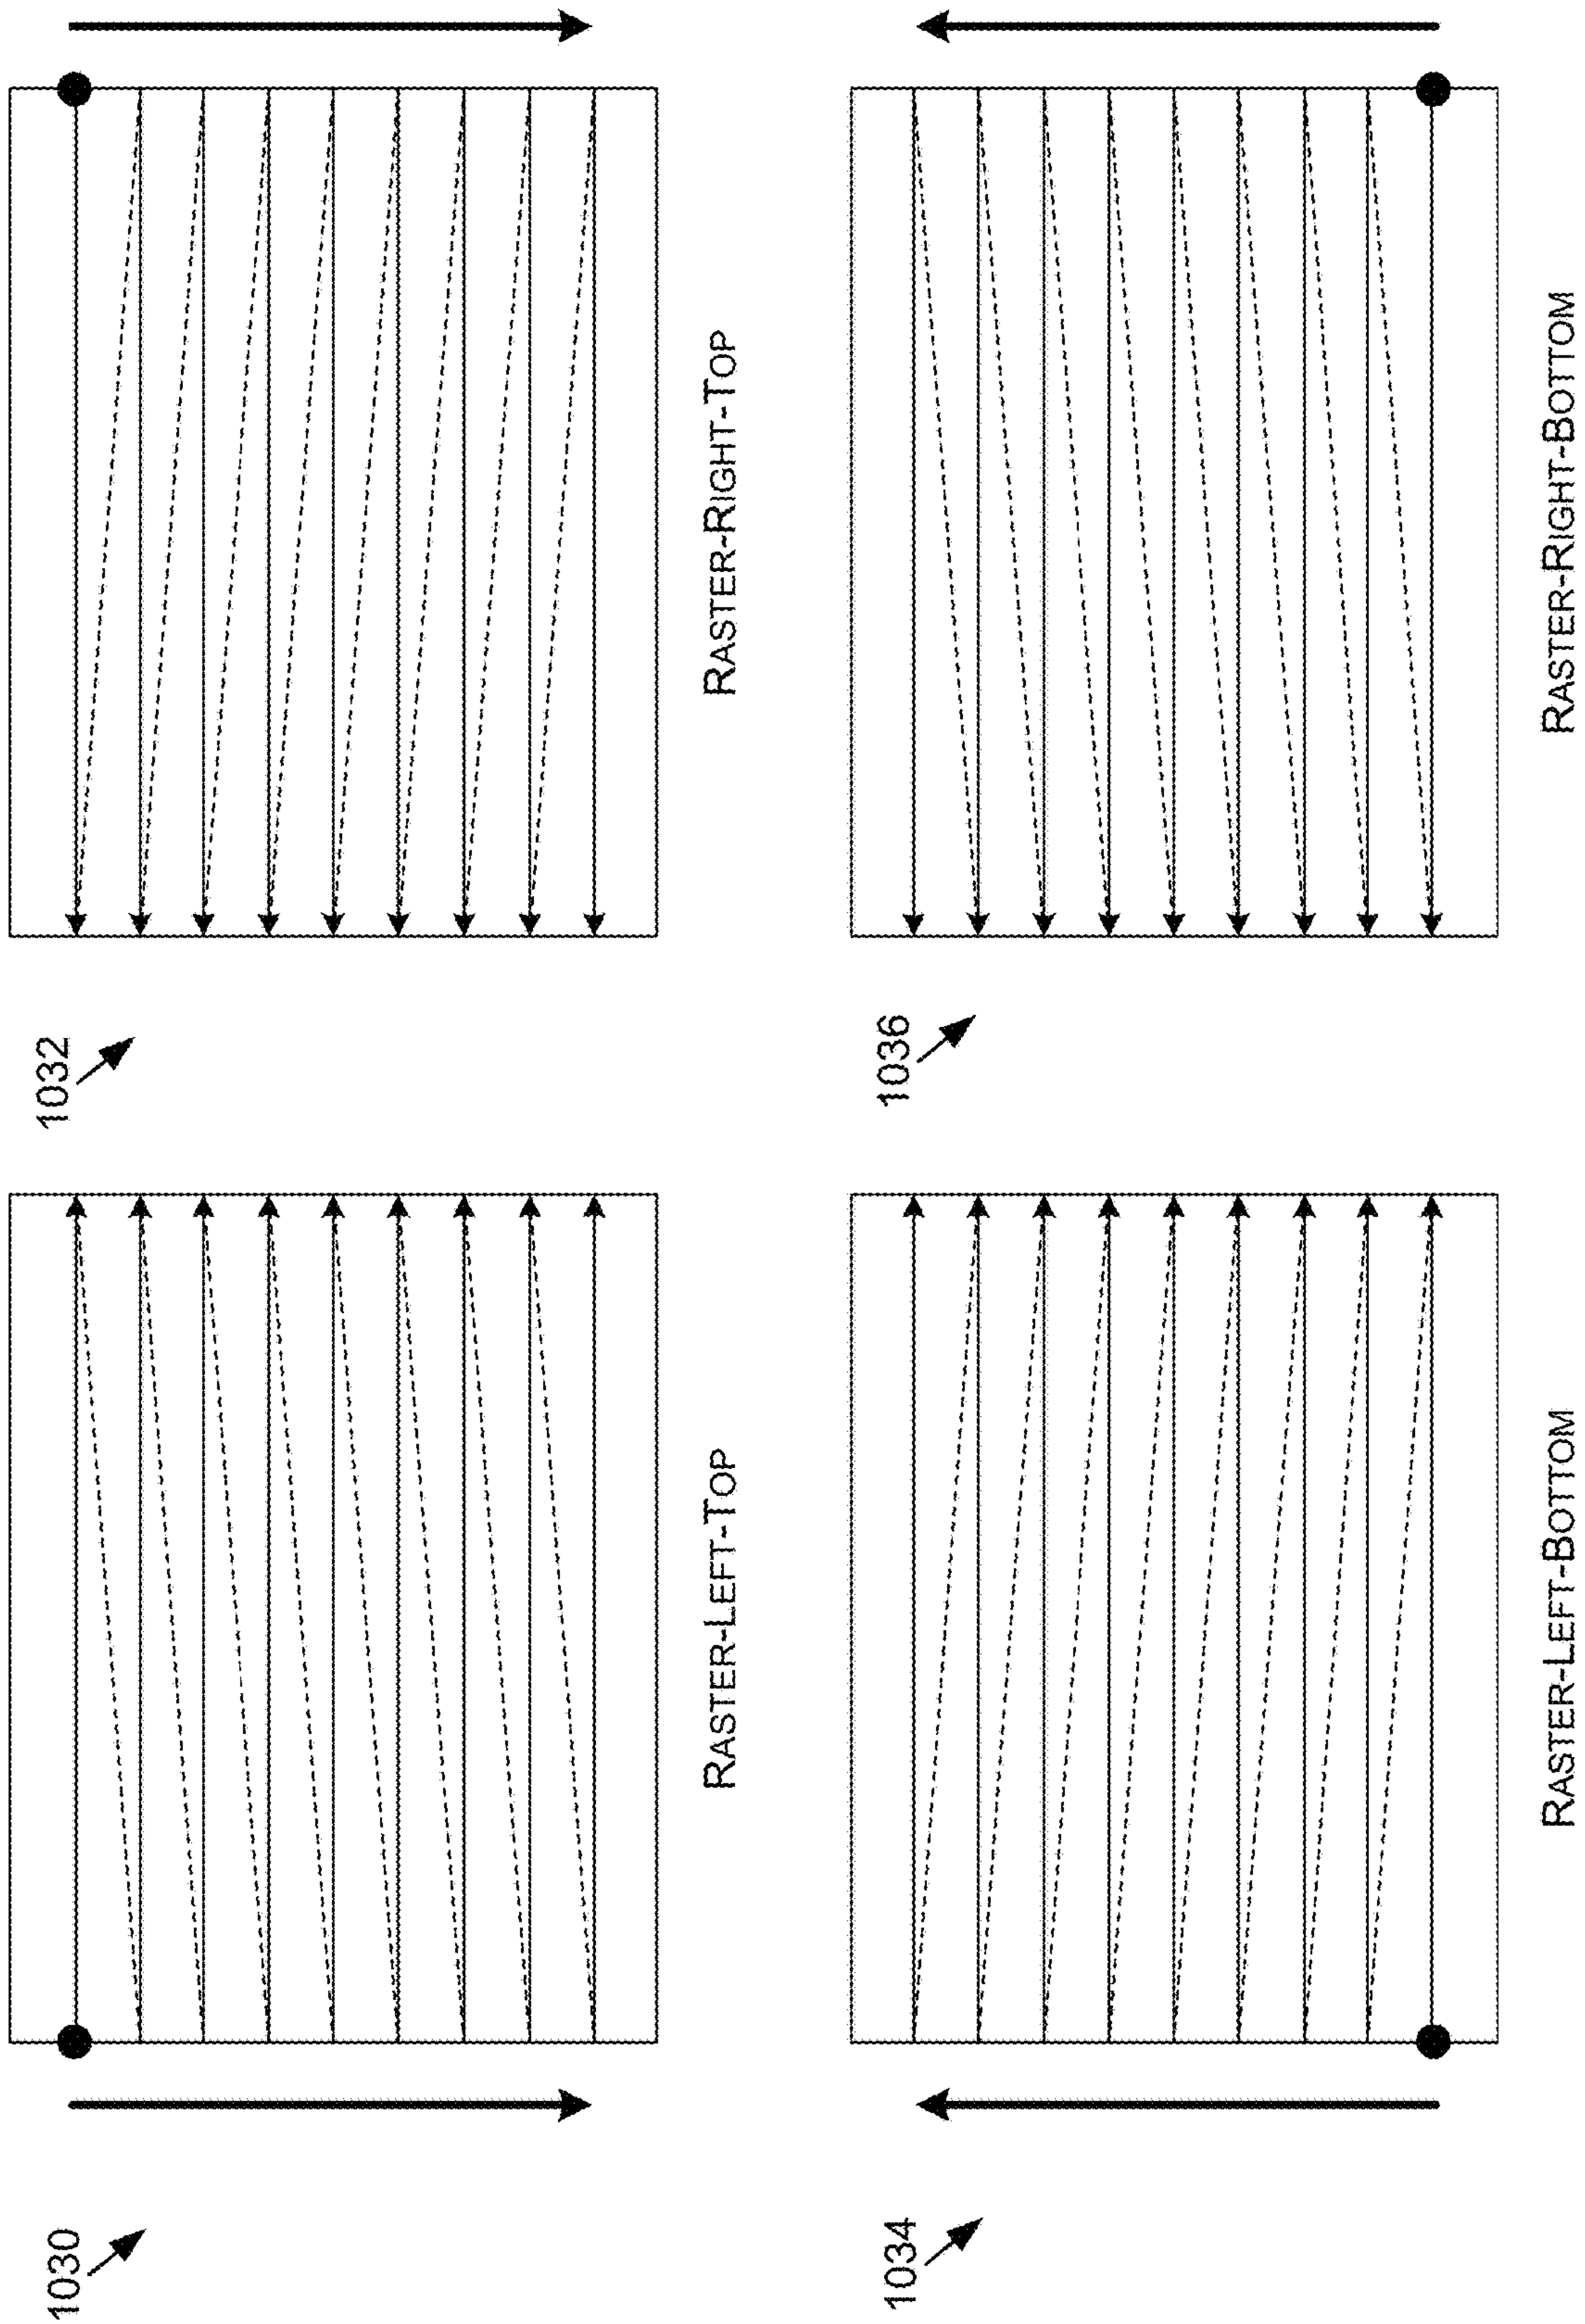 1030
RASTER-LEFT-TOP
1032
RASTER-RIGHT-TOP
1034
RASTER-LEFT-BOTTOM
1036
RASTER-RIGHT-BOTTOM